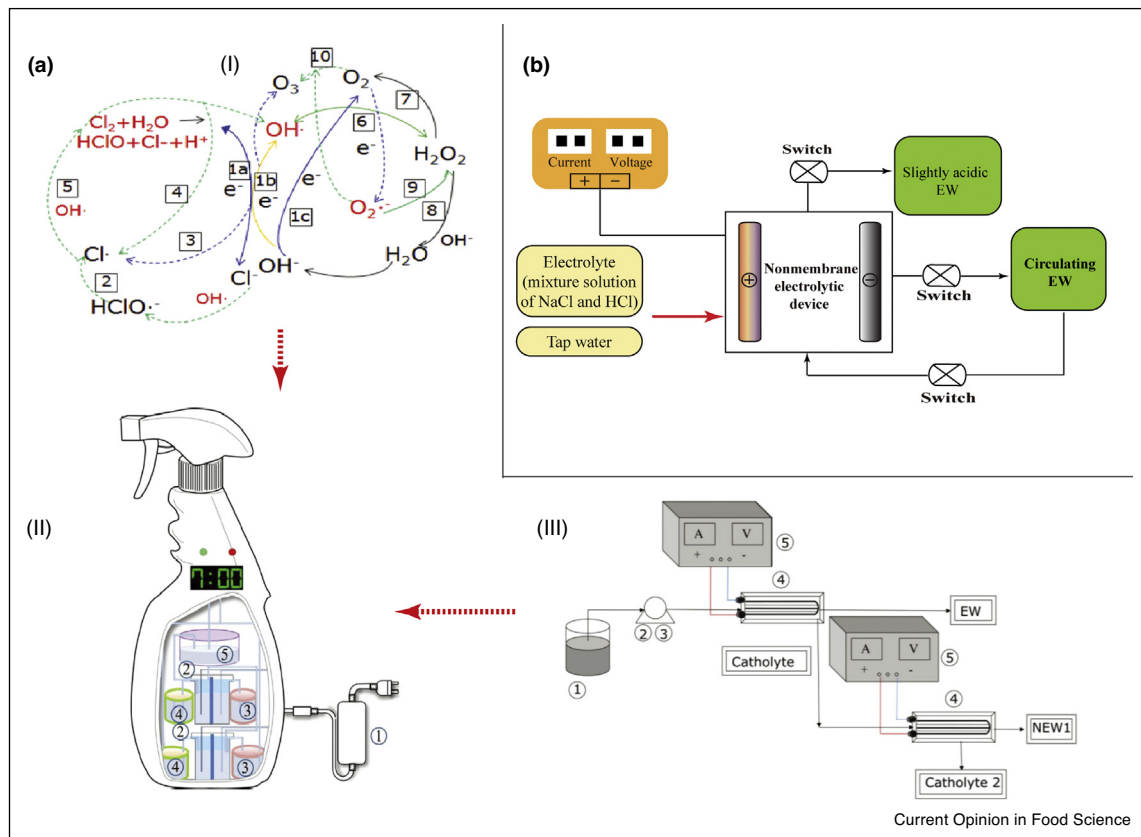 (a)
(I)
10
O₃
O₂
7
Cl₂+H₂O
HClO+Cl-+H⁺
OH·
6
e⁻
H₂O₂
1a
1b
e⁻
e⁻
e⁻
5
4
9
OH·
1c
O₂·⁻
8
3
OH⁻
Cl·
H₂O
2
Cl⁻
OH⁻
HClO·⁻
OH·
(b)
Current
Voltage
+
−
Switch
Slightly acidic
EW
Electrolyte
(mixture solution
of NaCl and HCl)
Tap water
+
Nonmembrane
electrolytic
device
−
Switch
Circulating
EW
Switch
(II)
7:00
⑤
②
④
③
②
④
③
①
(III)
A
V
+
-
⑤
④
①
②
③
EW
Catholyte
A
V
+
-
⑤
④
NEW1
Catholyte 2
Current Opinion in Food Science